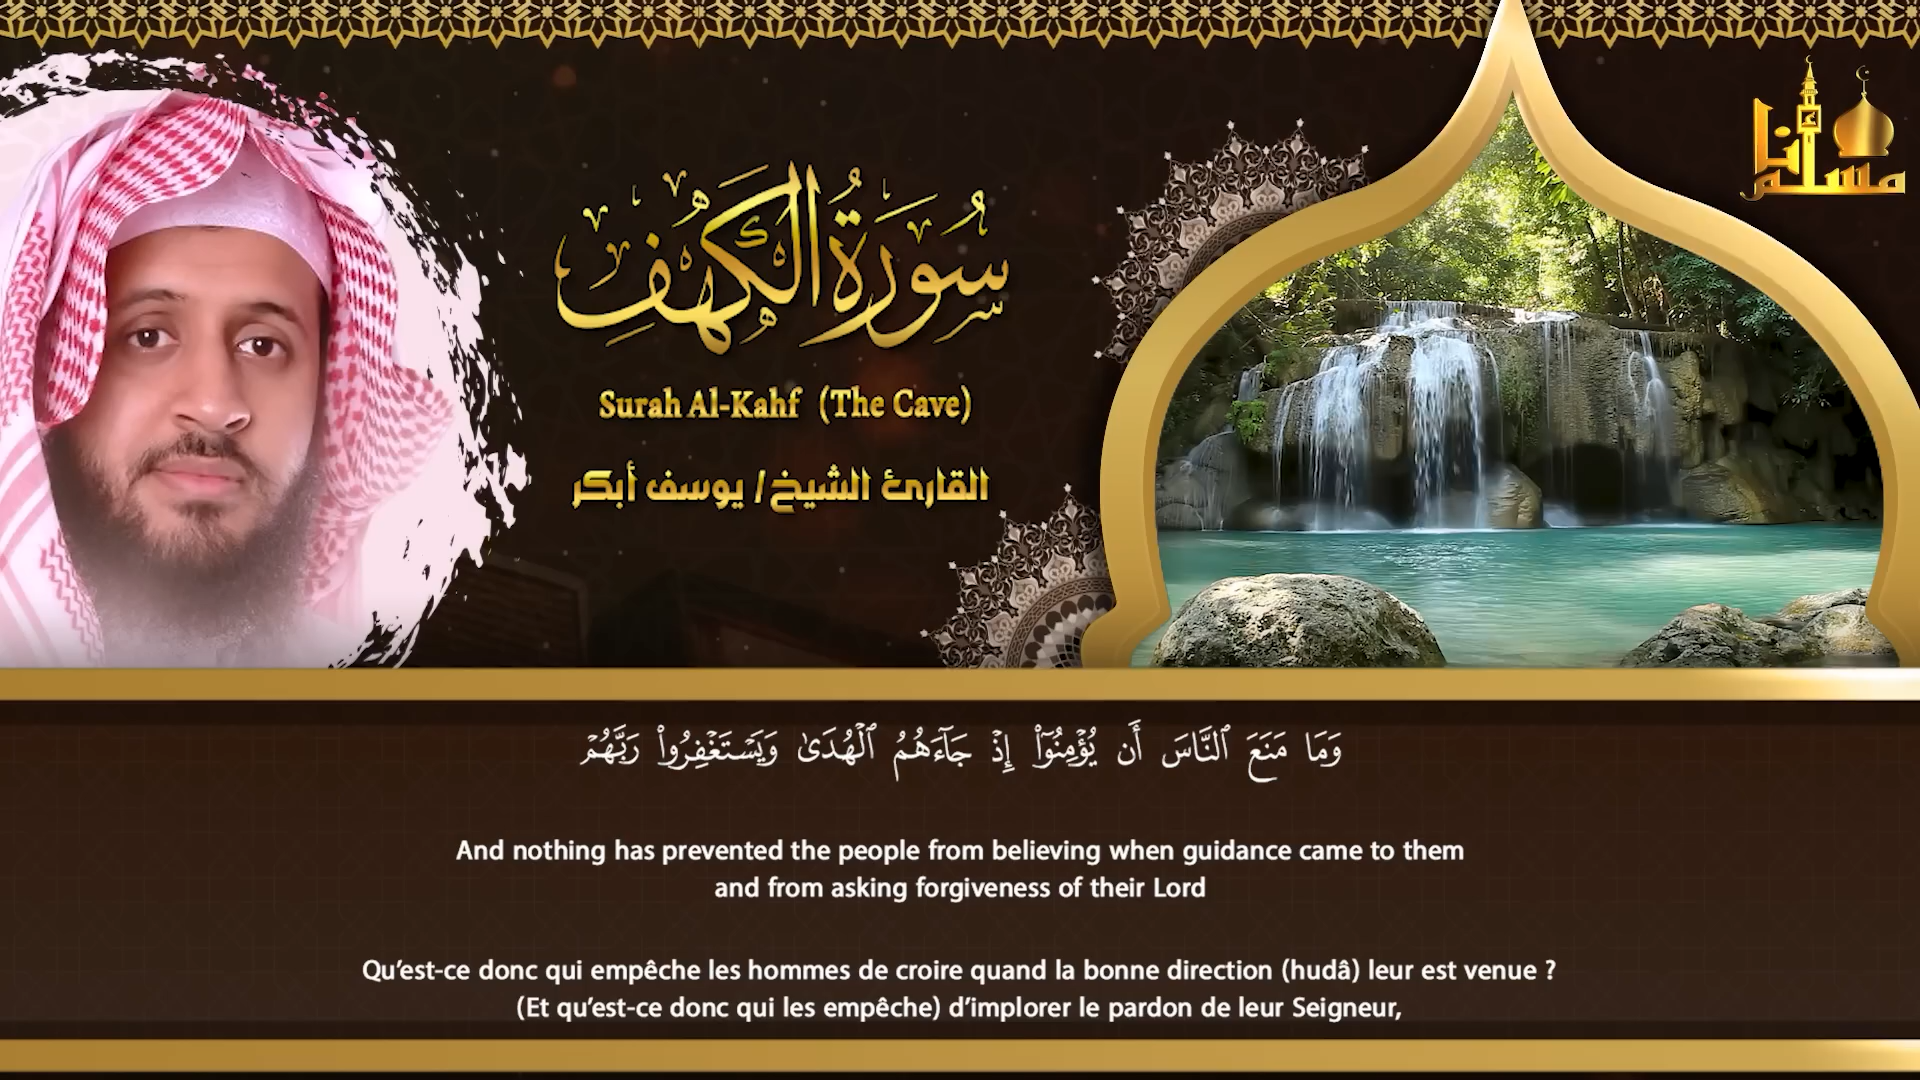 سُورَةُ الكَهْفِ
Surah Al-Kahf (The Cave)
القارئ الشيخ/ يوسف أبكر
أنا مسلم
وَمَا مَنَعَ ٱلنَّاسَ أَن يُؤْمِنُوٓا۟ إِذْ جَآءَهُمُ ٱلْهُدَىٰ وَيَسْتَغْفِرُوا۟ رَبَّهُمْ
And nothing has prevented the people from believing when guidance came to them
and from asking forgiveness of their Lord
Qu’est-ce donc qui empêche les hommes de croire quand la bonne direction (hudâ) leur est venue ?
(Et qu’est-ce donc qui les empêche) d’implorer le pardon de leur Seigneur,